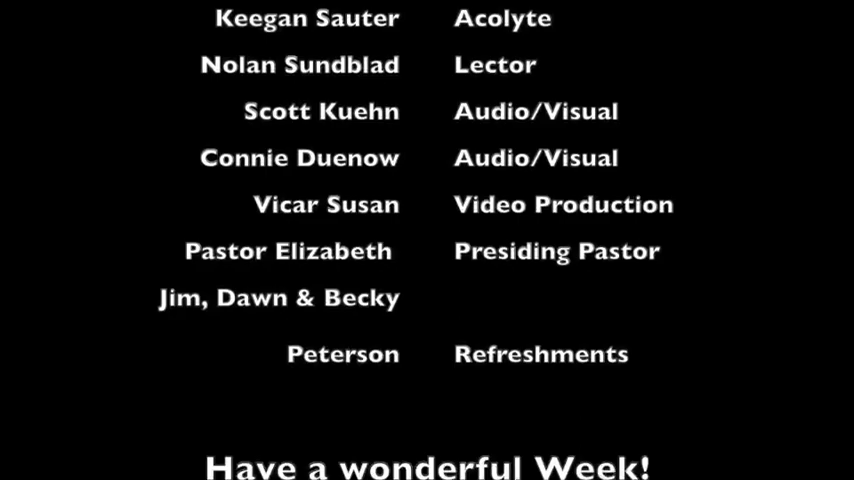 Keegan Sauter Acolyte
Nolan Sundblad Lector
Scott Kuehn Audio/Visual
Connie Duenow Audio/Visual
Vicar Susan Video Production
Pastor Elizabeth Presiding Pastor
Jim, Dawn & Becky
Peterson Refreshments
Have a wonderful Week!